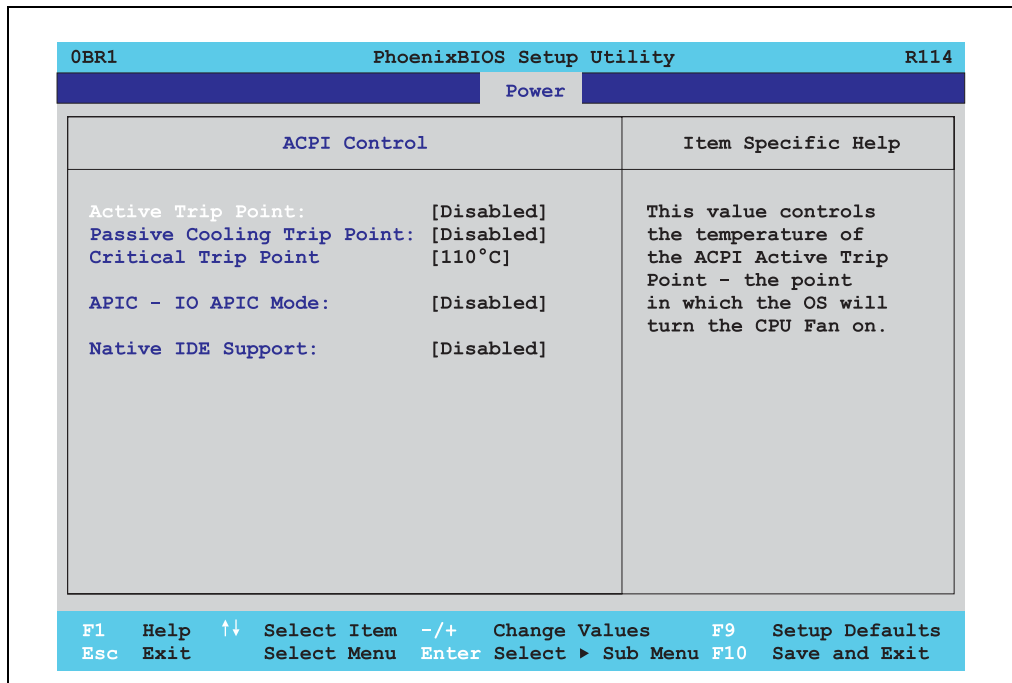 0BR1 PhoenixBIOS Setup Utility R114
Power
ACPI Control
Item Specific Help
Active Trip Point: [Disabled]
Passive Cooling Trip Point: [Disabled]
Critical Trip Point [110°C]
APIC – IO APIC Mode: [Disabled]
Native IDE Support: [Disabled]
This value controls
the temperature of
the ACPI Active Trip
Point – the point
in which the OS will
turn the CPU Fan on.
F1 Help ↑↓ Select Item -/+ Change Values F9 Setup Defaults
Esc Exit Select Menu Enter Select ▶ Sub Menu F10 Save and Exit